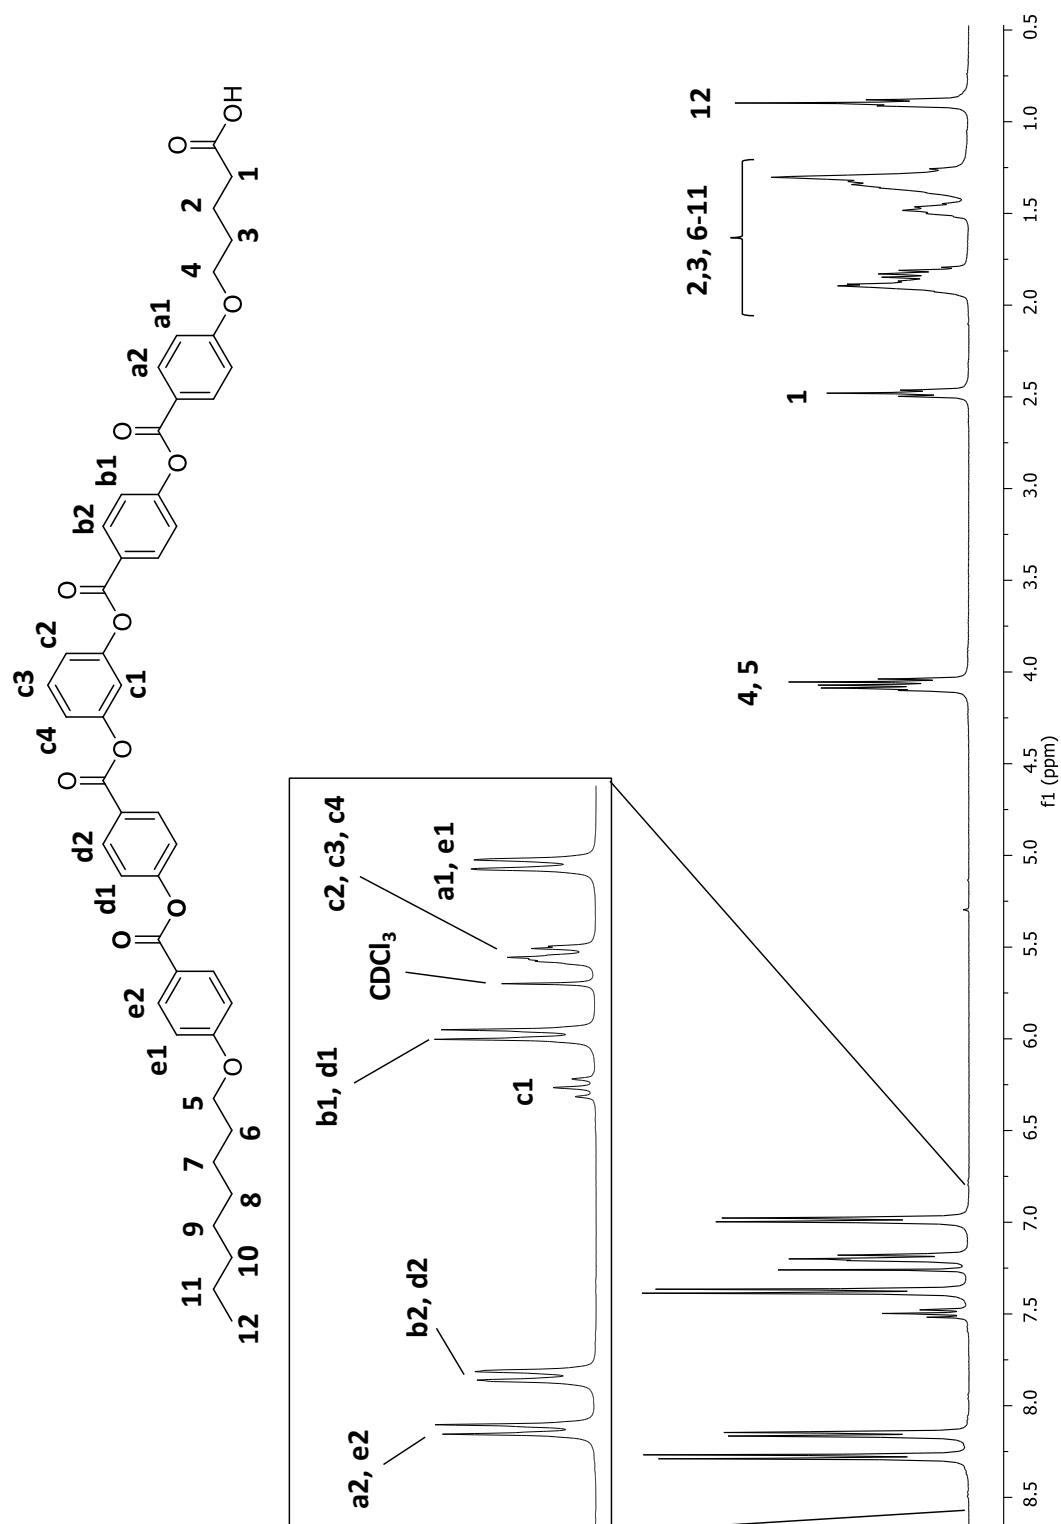 12
11
10
9
8
7
6
5
O
e1
e2
O
O
d1
d2
O
O
c4
c3
c2
c1
O
O
b2
b1
O
O
a2
a1
O
4
3
2
1
O
OH
a2, e2
b2, d2
c1
b1, d1
CDCl3
c2, c3, c4
a1, e1
4, 5
1
2,3, 6-11
12
8.5 8.0 7.5 7.0 6.5 6.0 5.5 5.0 4.5 4.0 3.5 3.0 2.5 2.0 1.5 1.0 0.5
f1 (ppm)